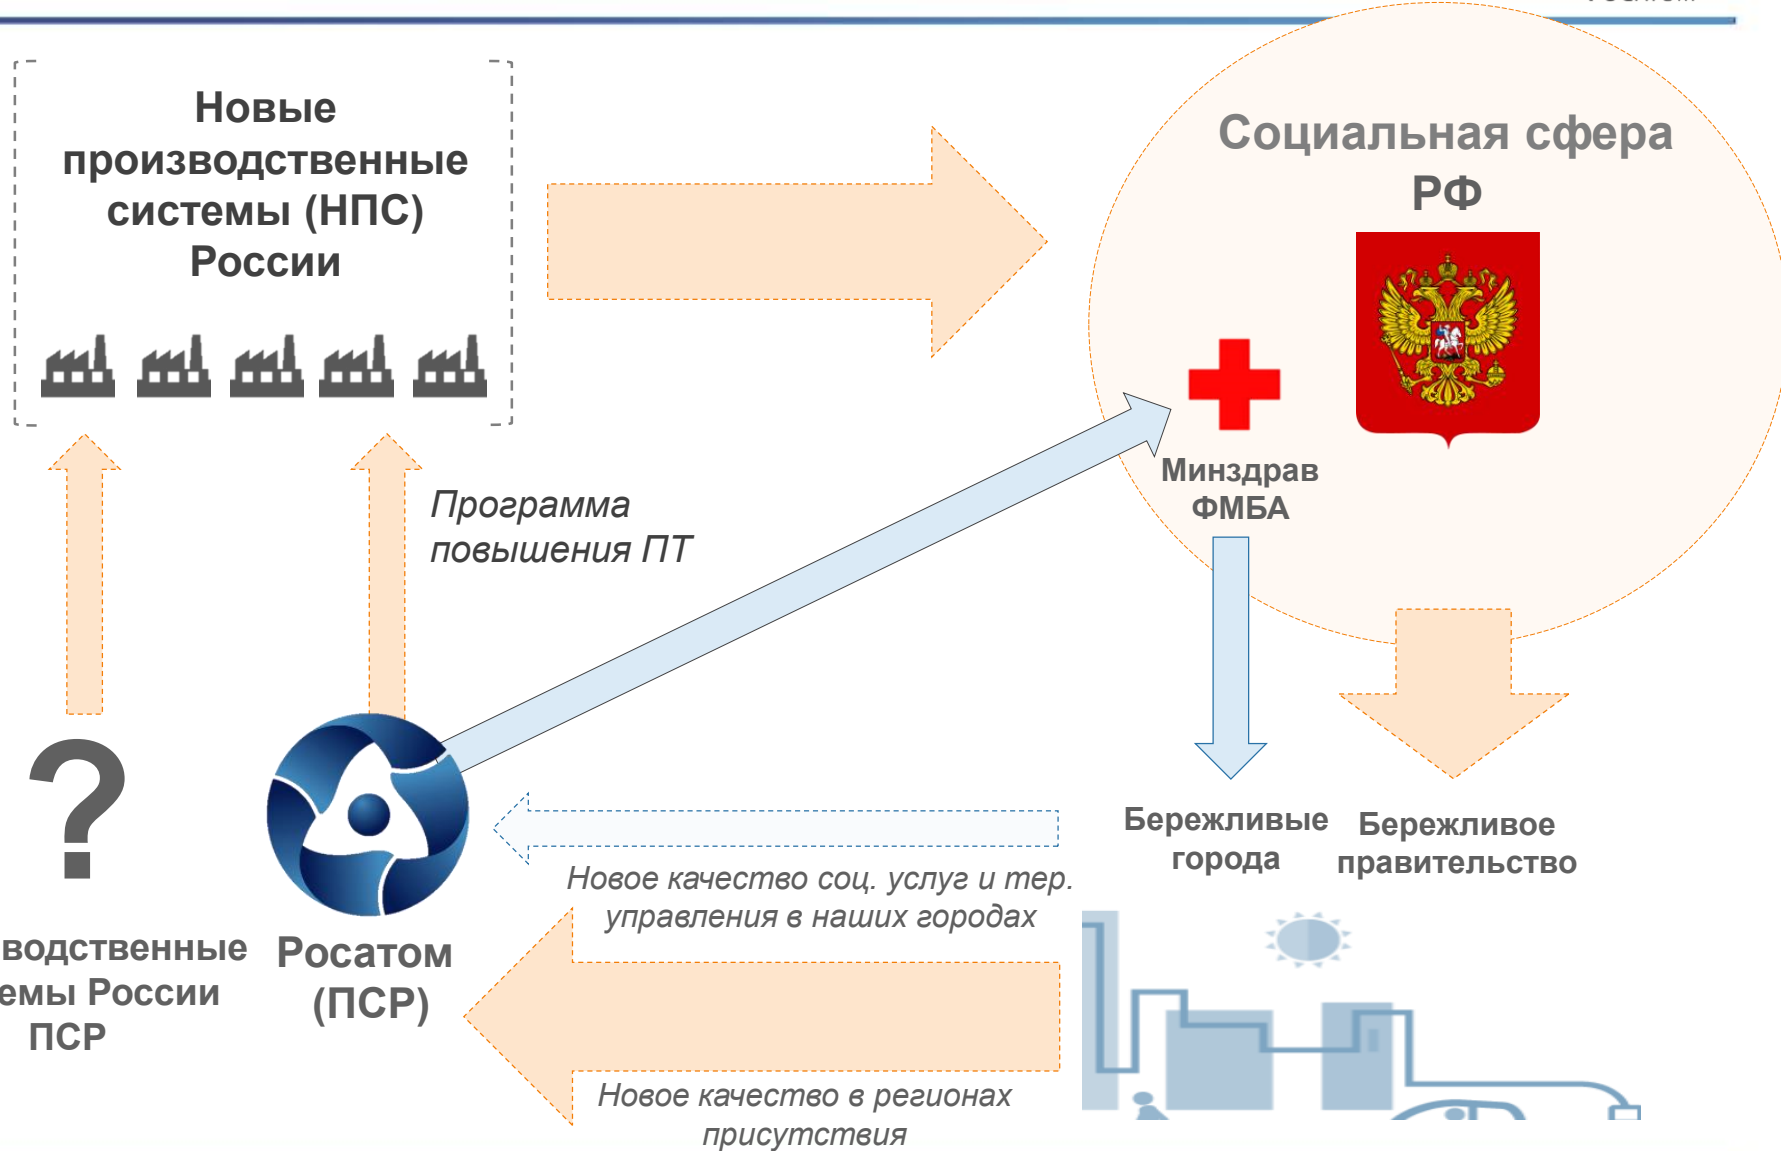 Новые
производственные
системы (НПС)
России
Социальная сфера
РФ
Минздрав
ФМБА
Программа
повышения ПТ
?
Бережливые
города
Бережливое
правительство
Новое качество соц. услуг и тер.
управления в наших городах
водственные
емы России
ПСР
Росатом
(ПСР)
Новое качество в регионах
присутствия